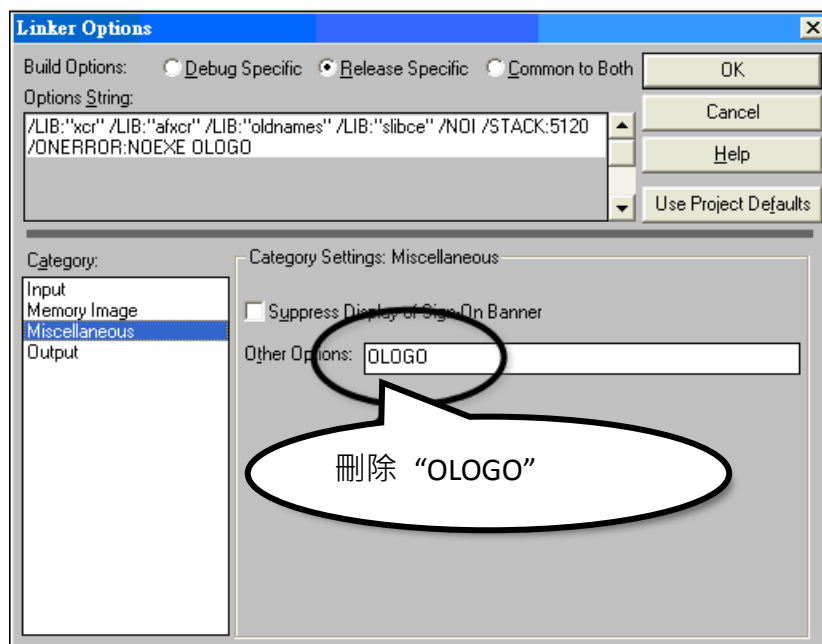 Linker Options
Build Options: Debug Specific Release Specific Common to Both OK
Options String:
/LIB:"xcr" /LIB:"afxcr" /LIB:"oldnames" /LIB:"slibce" /NOI /STACK:5120
/ONERROR:NOEXE OLOGO
Cancel
Help
Use Project Defaults
Category:
Input
Memory Image
Miscellaneous
Output
Category Settings: Miscellaneous
Suppress Display of Sign-On Banner
Other Options: OLOGO
刪除 “OLOGO”